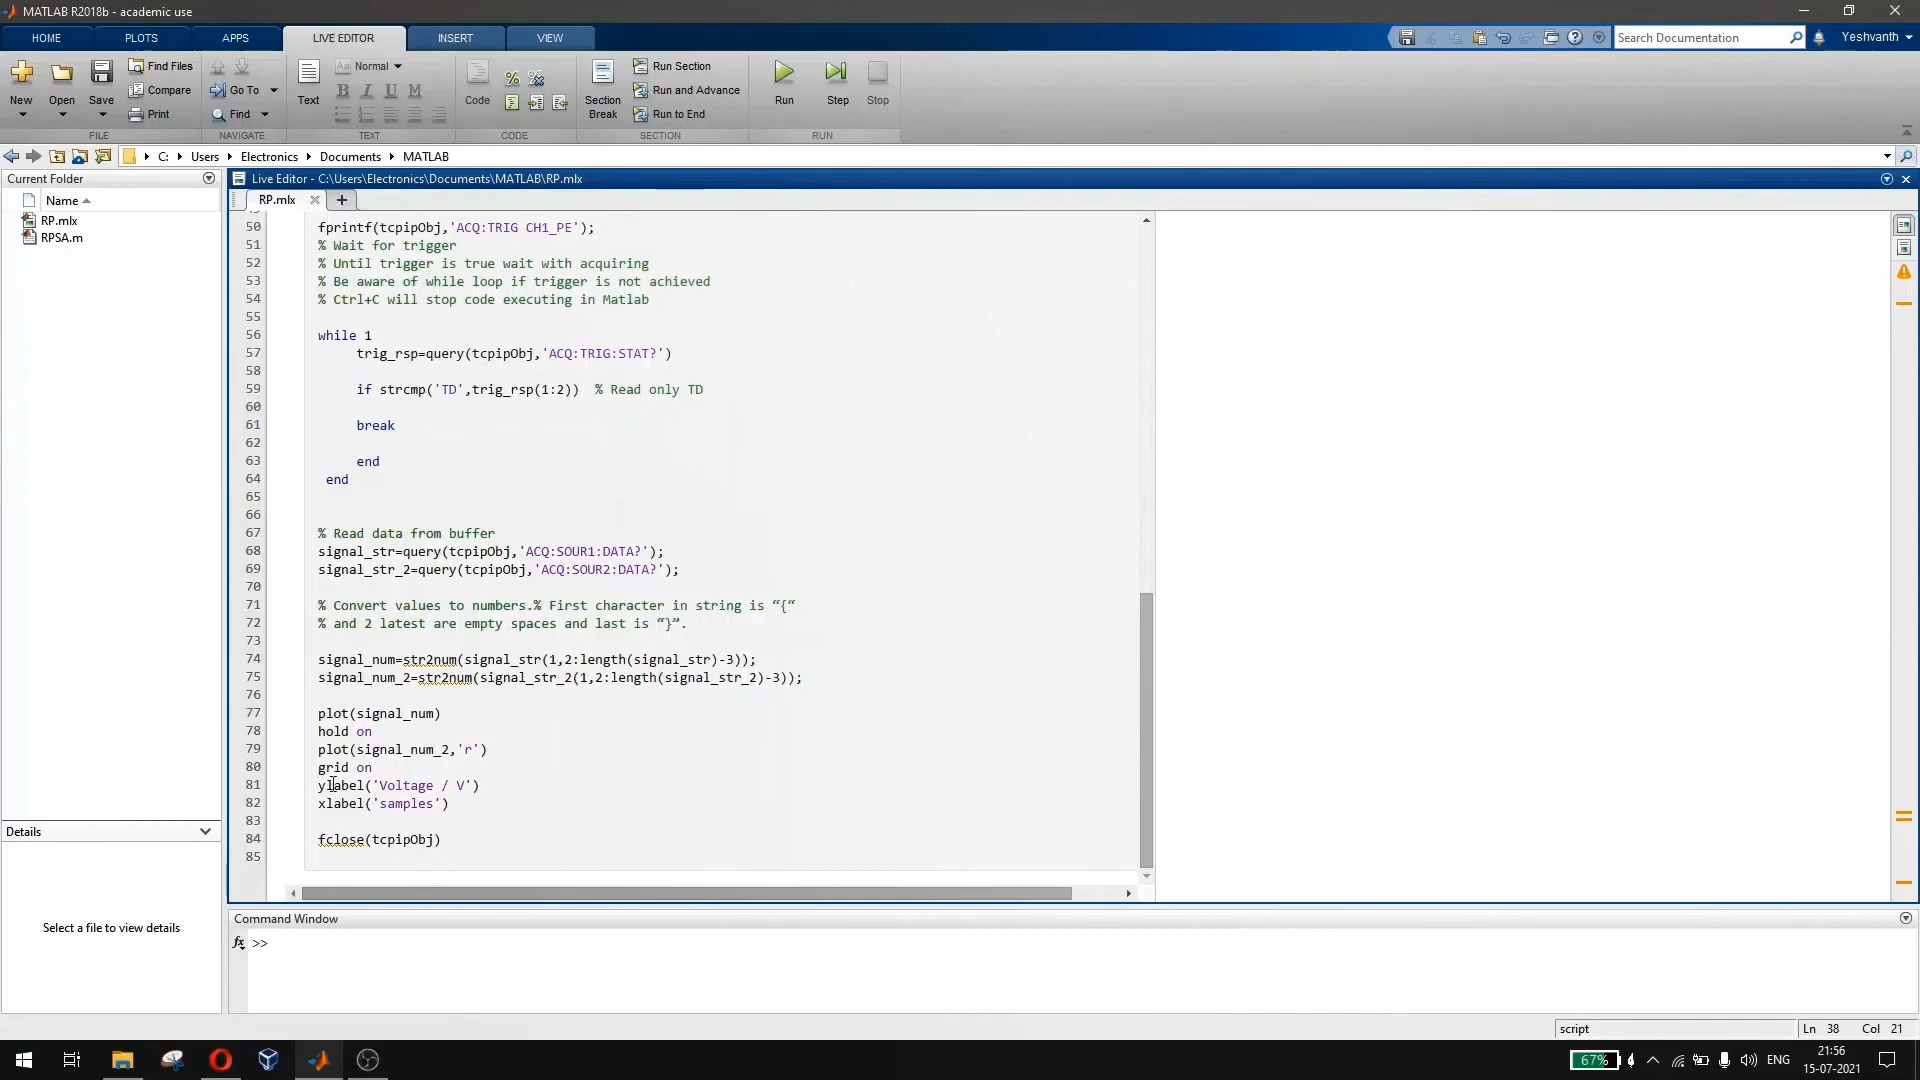 MATLAB R2018b - academic use
HOME PLOTS APPS LIVE EDITOR INSERT VIEW
Search Documentation
Yeshvanth
New
Open
Save
Find Files
Compare
Print
FILE
Go To
Find
NAVIGATE
Text
Aa Normal
B I U M
TEXT
Code
CODE
Section
Break
Run Section
Run and Advance
Run to End
SECTION
Run
Step
Stop
RUN
C: Users Electronics Documents MATLAB
Current Folder
Name
RP.mlx
RPSA.m
Details
Select a file to view details
Live Editor - C:\Users\Electronics\Documents\MATLAB\RP.mlx
RP.mlx
50 fprintf(tcpipObj,'ACQ:TRIG CH1_PE');
51 % Wait for trigger
52 % Until trigger is true wait with acquiring
53 % Be aware of while loop if trigger is not achieved
54 % Ctrl+C will stop code executing in Matlab
55
56 while 1
57 trig_rsp=query(tcpipObj,'ACQ:TRIG:STAT?')
58
59 if strcmp('TD',trig_rsp(1:2))  % Read only TD
60
61 break
62
63 end
64 end
65
66
67 % Read data from buffer
68 signal_str=query(tcpipObj,'ACQ:SOUR1:DATA?');
69 signal_str_2=query(tcpipObj,'ACQ:SOUR2:DATA?');
70
71 % Convert values to numbers.% First character in string is “{“
72 % and 2 latest are empty spaces and last is “}”.
73
74 signal_num=str2num(signal_str(1,2:length(signal_str)-3));
75 signal_num_2=str2num(signal_str_2(1,2:length(signal_str_2)-3));
76
77 plot(signal_num)
78 hold on
79 plot(signal_num_2,'r')
80 grid on
81 ylabel('Voltage / V')
82 xlabel('samples')
83
84 fclose(tcpipObj)
85
Command Window
fx >>
script
Ln 38 Col 21
67%
ENG
21:56
15-07-2021